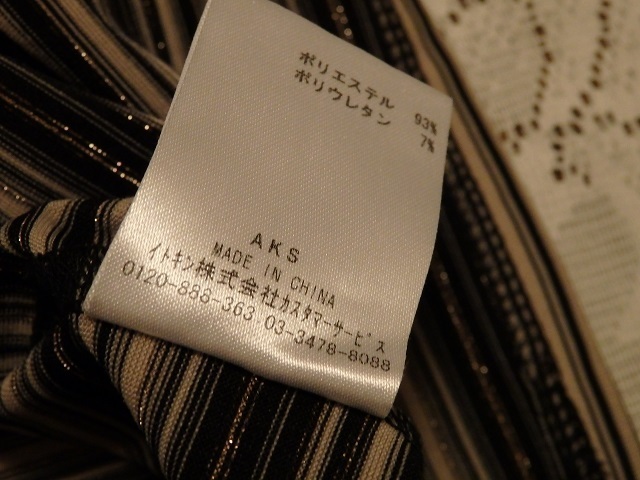 ポリエステル 93%
ポリウレタン 7%
AKS
MADE IN CHINA
イトキン株式会社カスタマーサービス
0120-888-363 03-3478-8088